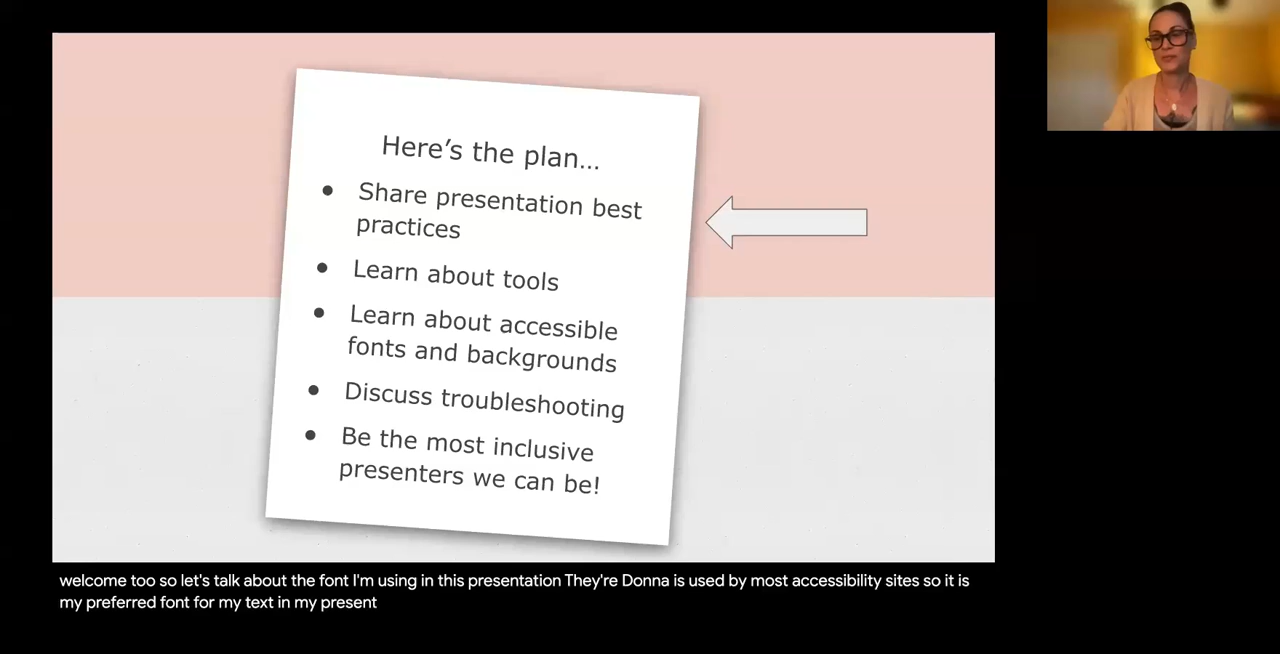 Here’s the plan...
● Share presentation best
practices
● Learn about tools
● Learn about accessible
fonts and backgrounds
● Discuss troubleshooting
● Be the most inclusive
presenters we can be!
welcome too so let's talk about the font I'm using in this presentation They're Donna is used by most accessibility sites so it is
my preferred font for my text in my present